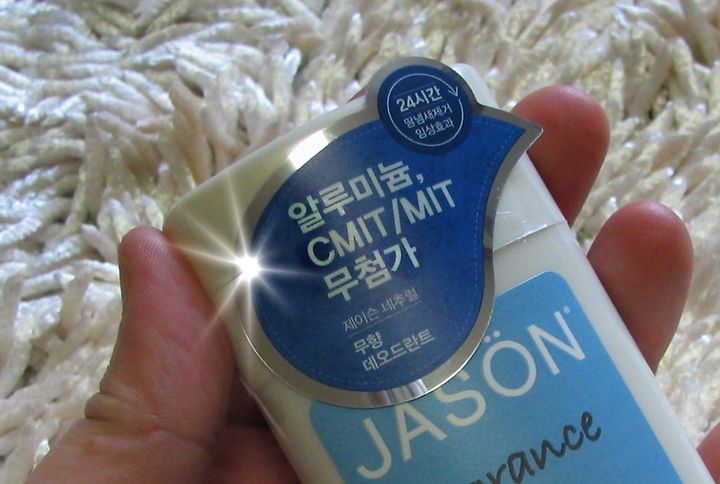 24시간
땀냄새제거
임상효과
알루미늄,
CMIT/MIT
무첨가
제이슨 네추럴
무향
데오드란트
JASÖN
rance